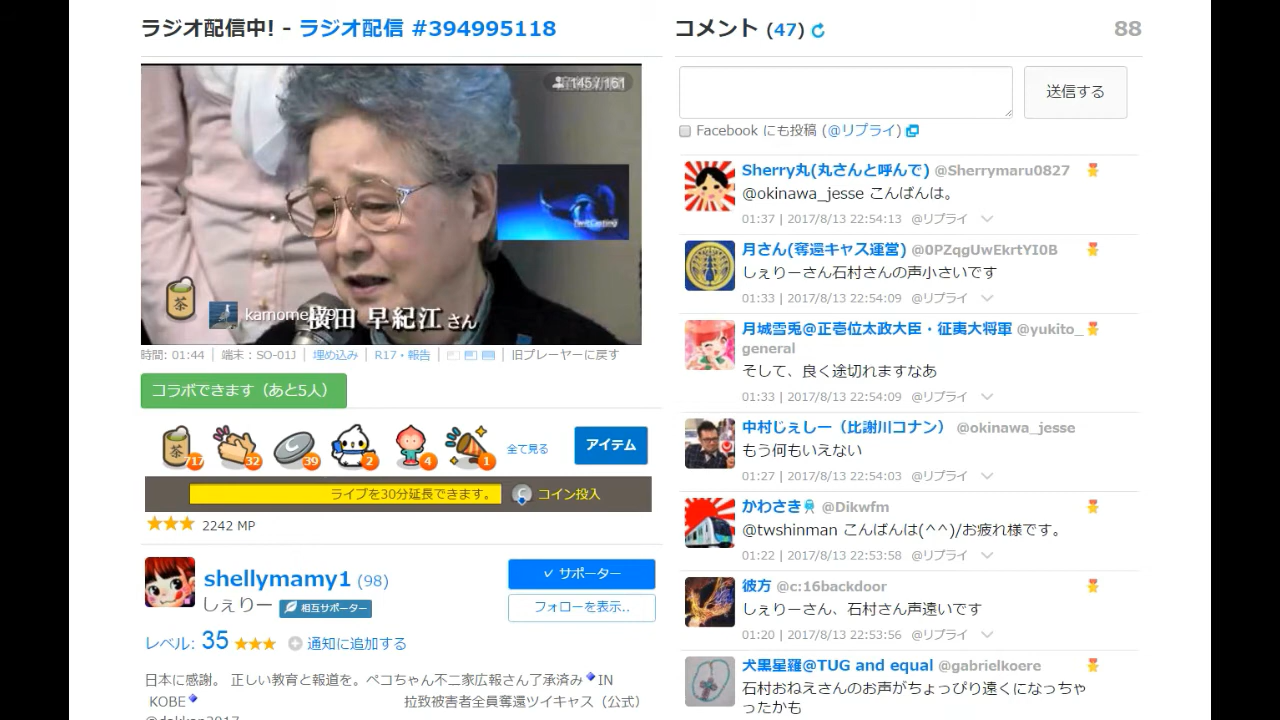 ラジオ配信中! - ラジオ配信 #394995118
145 / 151
TwitCasting
茶
kamome
横田 早紀江さん
時間: 01:44 | 端末 : SO-01J | 埋め込み | R17・報告 | 旧プレーヤーに戻す
コラボできます（あと5人）
茶 717 32 39 2 4 1 全て見る アイテム
ライブを30分延長できます。 C コイン投入
★★★ 2242 MP
shellymamy1 (98)
✓ サポーター
しぇりー 相互サポーター
フォローを表示..
レベル: 35 ★★★ 通知に追加する
日本に感謝。 正しい教育と報道を。ペコちゃん不二家広報さん了承済み🔹IN
KOBE🔹 拉致被害者全員奪還ツイキャス（公式）
コメント (47) 88
送信する
Facebook にも投稿 (@リプライ)
Sherry丸(丸さんと呼んで) @Sherrymaru0827
@okinawa_jesse こんばんは。
01:37 | 2017/8/13 22:54:13 @リプライ
月さん(奪還キャス運営) @0PZqgUwEkrtYI0B
しぇりーさん石村さんの声小さいです
01:33 | 2017/8/13 22:54:09 @リプライ
月城雪兎@正壱位太政大臣・征夷大将軍 @yukito_
general
そして、良く途切れますなあ
01:33 | 2017/8/13 22:54:09 @リプライ
中村じぇしー（比謝川コナン） @okinawa_jesse
もう何もいえない
01:27 | 2017/8/13 22:54:03 @リプライ
かわさき @Dikwfm
@twshinman こんばんは(^^)/お疲れ様です。
01:22 | 2017/8/13 22:53:58 @リプライ
彼方 @c:16backdoor
しぇりーさん、石村さん声遠いです
01:20 | 2017/8/13 22:53:56 @リプライ
犬黒星羅@TUG and equal @gabrielkoere
石村おねえさんのお声がちょっぴり遠くになっちゃ
ったかも